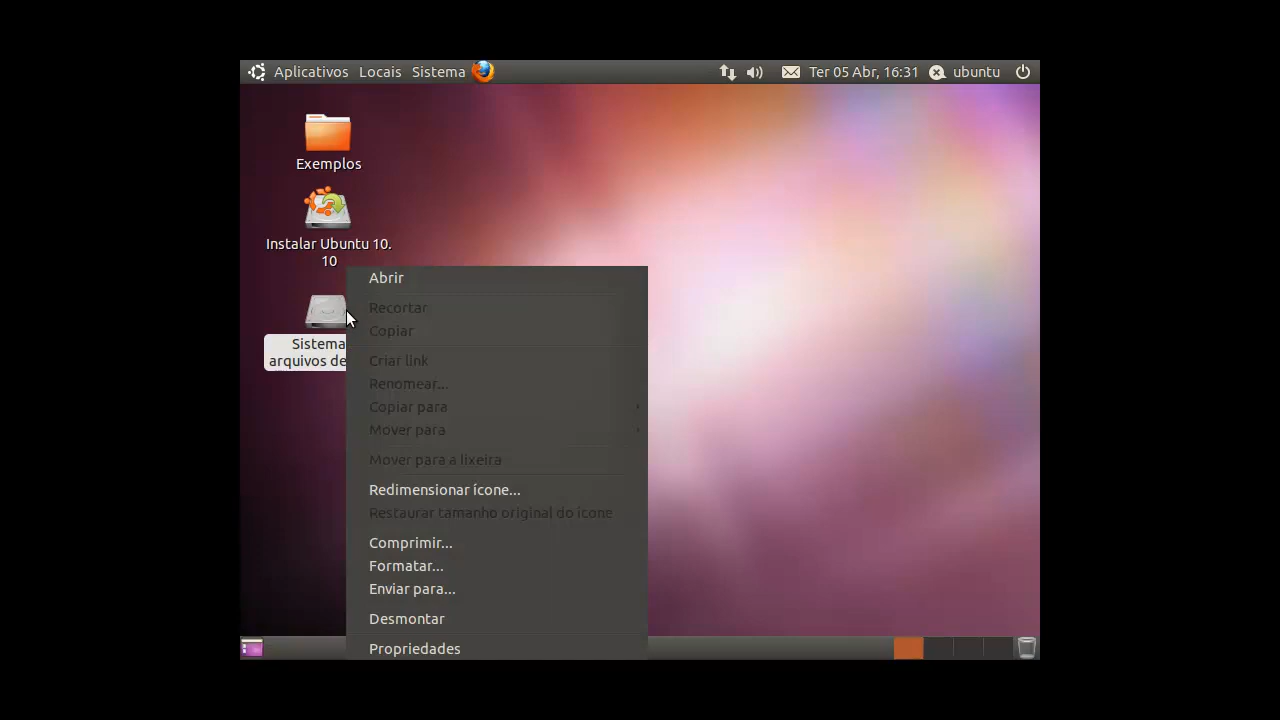 Aplicativos Locais Sistema
Ter 05 Abr, 16:31 ubuntu
Exemplos
Instalar Ubuntu 10.
10
Sistema
arquivos de
Abrir
Recortar
Copiar
Criar link
Renomear...
Copiar para
Mover para
Mover para a lixeira
Redimensionar ícone...
Restaurar tamanho original do ícone
Comprimir...
Formatar...
Enviar para...
Desmontar
Propriedades